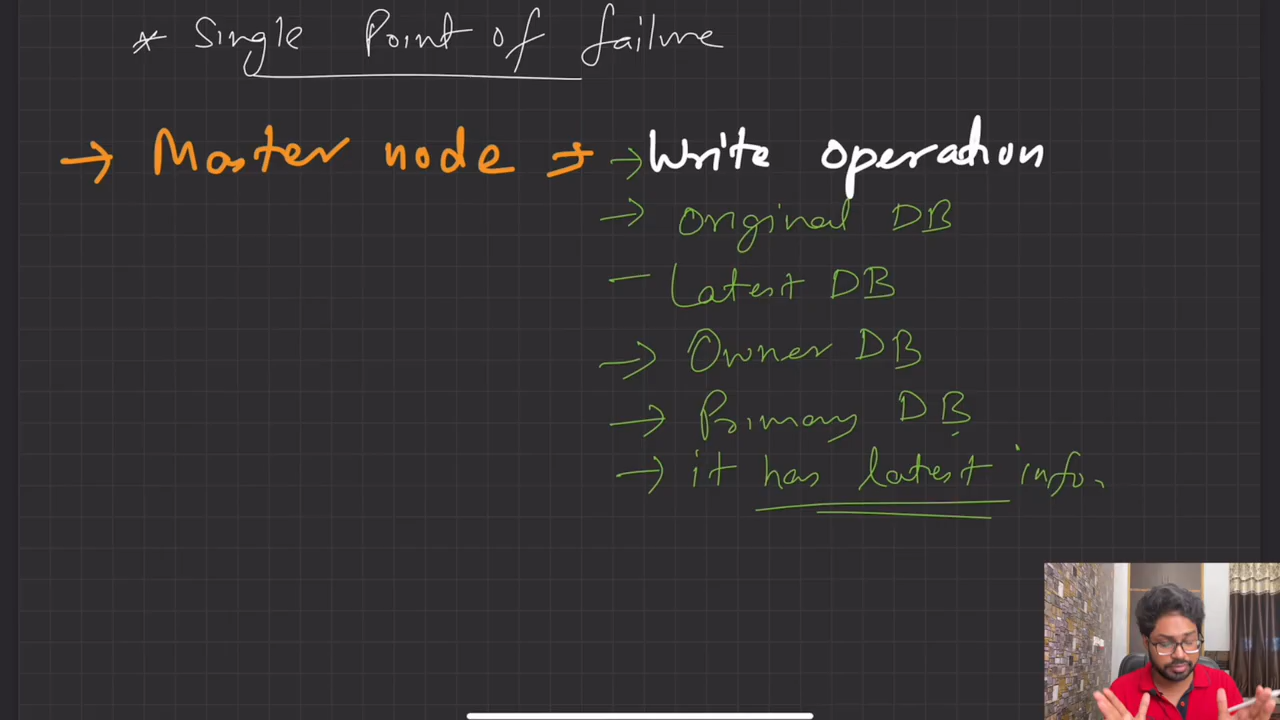 * Single Point of failure
→ Master node ⇒ → Write operation
→ Original DB
– Latest DB
→ Owner DB
→ Primary DB
→ it has latest info.